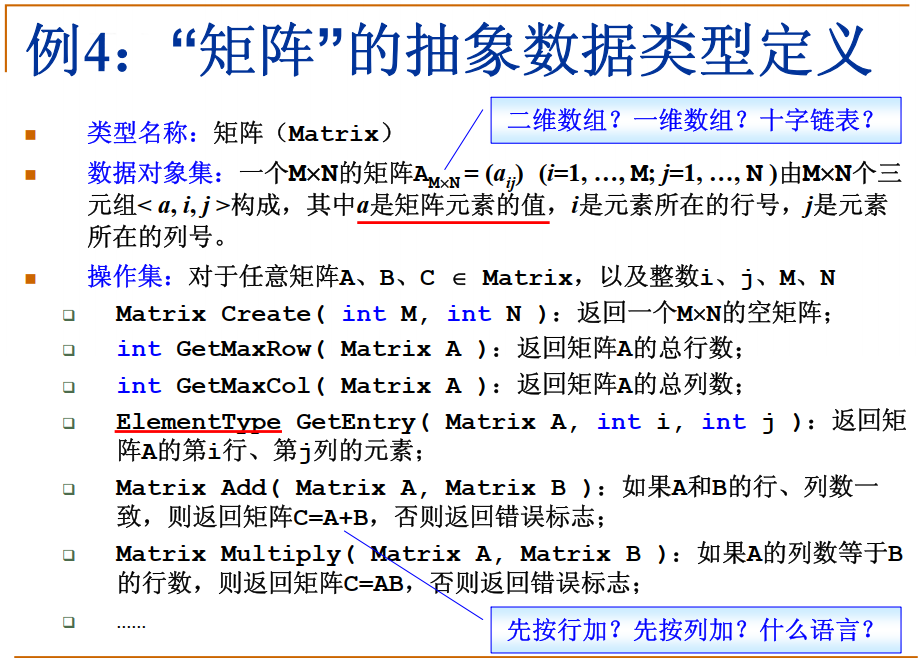 例4：“矩阵”的抽象数据类型定义
二维数组？一维数组？十字链表？
类型名称：矩阵（Matrix）
数据对象集：一个M×N的矩阵A_{M×N} = (a_{ij}) (i=1, …, M; j=1, …, N )由M×N个三
元组< a, i, j >构成，其中a是矩阵元素的值，i是元素所在的行号，j是元素
所在的列号。
操作集：对于任意矩阵A、B、C ∈ Matrix，以及整数i、j、M、N
Matrix Create( int M, int N )：返回一个M×N的空矩阵；
int GetMaxRow( Matrix A )：返回矩阵A的总行数；
int GetMaxCol( Matrix A )：返回矩阵A的总列数；
ElementType GetEntry( Matrix A, int i, int j )：返回矩
阵A的第i行、第j列的元素；
Matrix Add( Matrix A, Matrix B )：如果A和B的行、列数一
致，则返回矩阵C=A+B，否则返回错误标志；
Matrix Multiply( Matrix A, Matrix B )：如果A的列数等于B
的行数，则返回矩阵C=AB，否则返回错误标志；
……
先按行加？先按列加？什么语言？